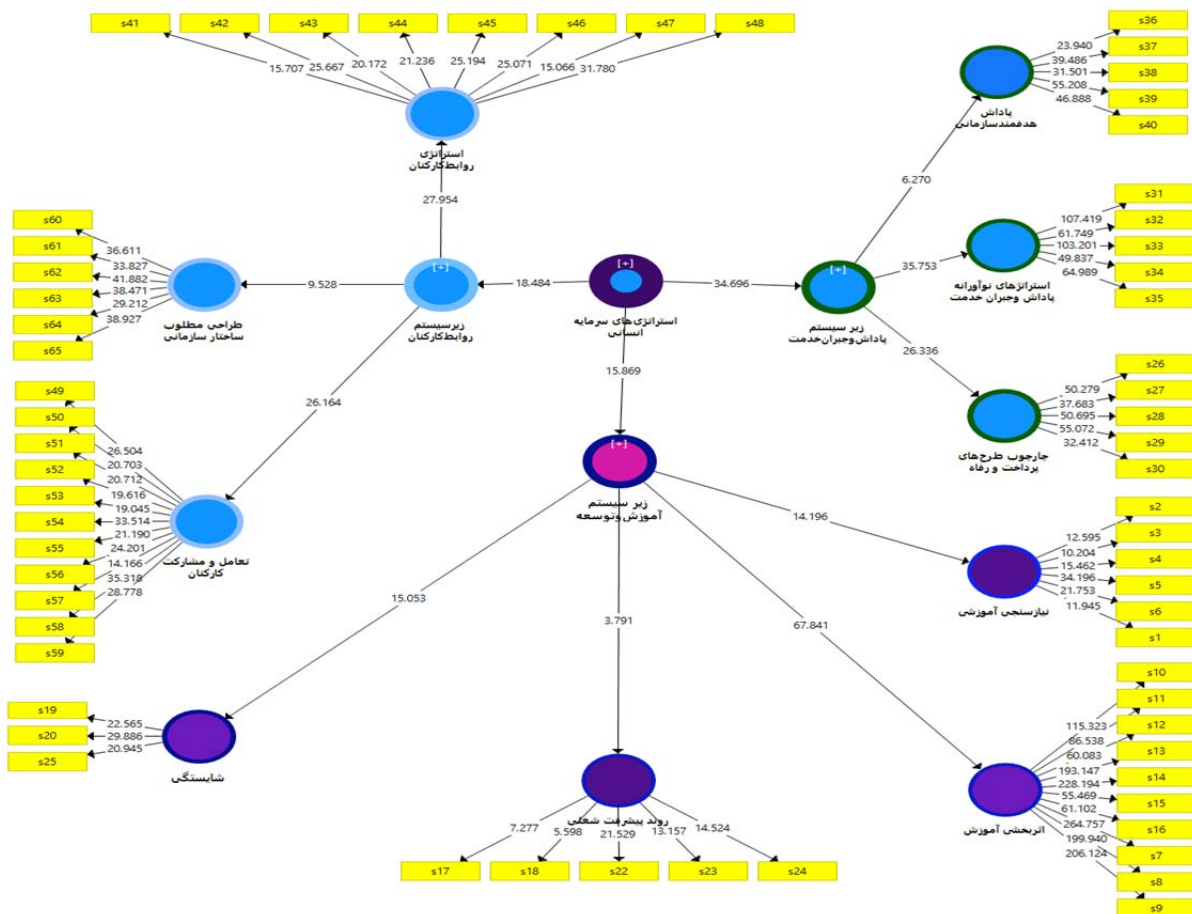 s41
s42
s43
s44
s45
s46
s47
s48
15.707
25.667
20.172
21.236
25.194
25.071
15.066
31.780
استراتژی
روابط‌کارکنان
27.954
s36
s37
s38
s39
s40
23.940
39.486
31.501
55.208
46.888
پاداش
هدفمندسازمانی
6.270
s31
s32
s33
s34
s35
107.419
61.749
103.201
49.837
64.989
استراتژهای نوآورانه
پاداش وجبران خدمت
35.753
s60
s61
s62
s63
s64
s65
36.611
33.827
41.882
38.471
29.212
38.927
طراحی مطلوب
ساختار سازمانی
9.528
[+]
زیرسیستم
روابط‌کارکنان
18.484
[+]
استراتژی‌های سرمایه
انسانی
34.696
[+]
زیر سیستم
پاداش‌وجبران‌خدمت
26.336
15.869
s26
s27
s28
s29
s30
50.279
37.683
50.695
55.072
32.412
چارچوب طرح‌های
پرداخت و رفاه
26.164
s49
s50
s51
s52
s53
s54
s55
s56
s57
s58
s59
26.504
20.703
20.712
19.616
19.045
33.514
21.190
24.201
14.166
35.318
28.778
تعامل و مشارکت
کارکنان
[+]
زیر سیستم
آموزش‌وتوسعه
14.196
s2
s3
s4
s5
s6
s1
12.595
10.204
15.462
34.196
21.753
11.945
نیازسنجی آموزشی
15.053
3.791
67.841
s19
s20
s25
22.565
29.886
20.945
شایستگی
روند پیشرفت شغلی
7.277
5.598
21.529
13.157
14.524
s17
s18
s22
s23
s24
s10
s11
s12
s13
s14
s15
s16
s7
s8
s9
115.323
86.538
60.083
193.147
228.194
55.469
61.102
264.757
199.940
206.124
اثربخشی آموزش